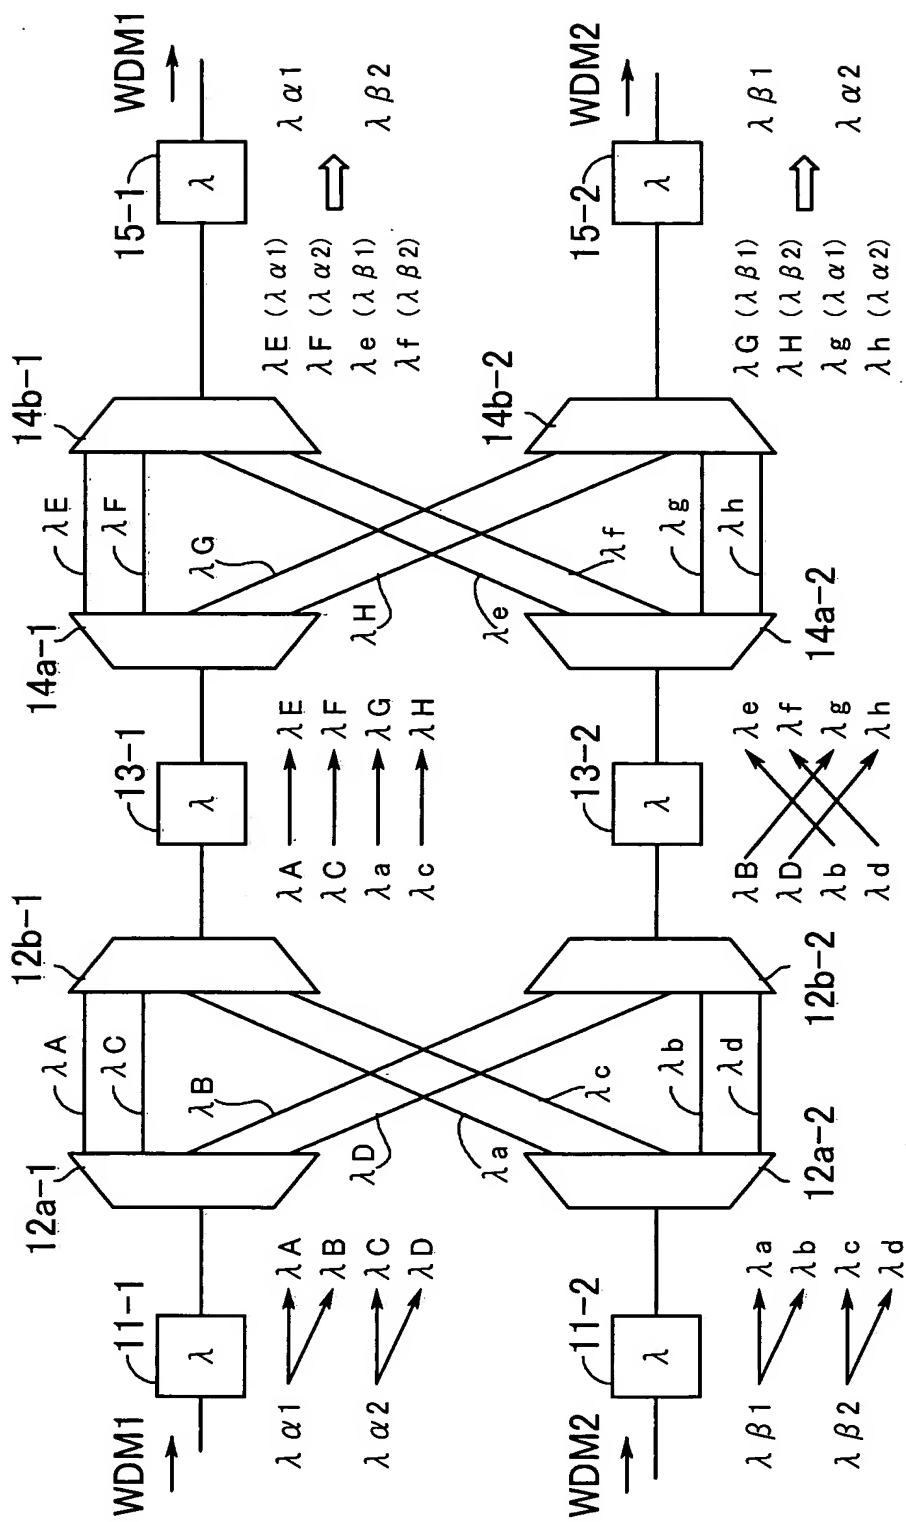 WDM1
11-1
λ
λα1
λα2
λA
λB
λC
λD
12a-1
λA
λC
λB
λD
12b-1
13-1
λ
λA
λC
λa
λc
λE
λF
λG
λH
14a-1
λE
λF
λG
λH
14b-1
15-1
λ
WDM1
λE (λα1)
λF (λα2)
λe (λβ1)
λf (λβ2)
λα1
λβ2
WDM2
11-2
λ
λβ1
λβ2
λa
λb
λc
λd
12a-2
λa
λc
λb
λd
12b-2
13-2
λ
λB
λD
λb
λd
λe
λf
λg
λh
14a-2
λe
λf
λg
λh
14b-2
15-2
λ
WDM2
λG (λβ1)
λH (λβ2)
λg (λα1)
λh (λα2)
λβ1
λα2